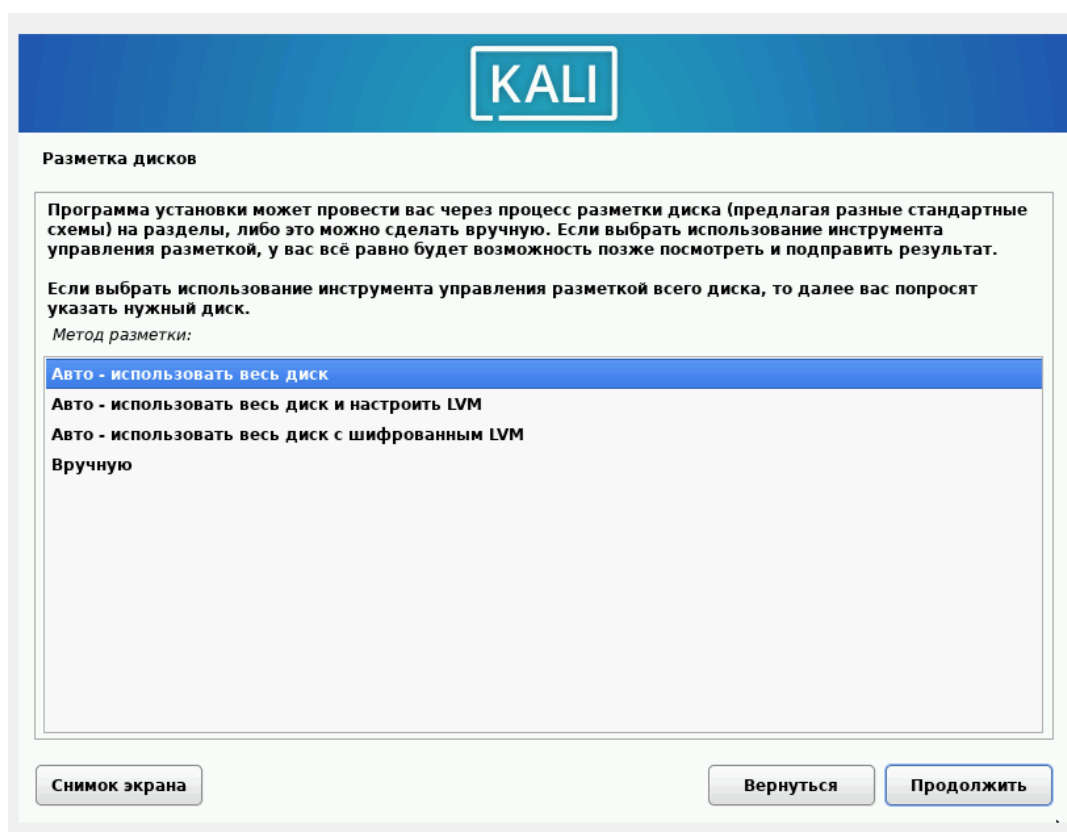 KALI
Разметка дисков
Программа установки может провести вас через процесс разметки диска (предлагая разные стандартные
схемы) на разделы, либо это можно сделать вручную. Если выбрать использование инструмента
управления разметкой, у вас всё равно будет возможность позже посмотреть и подправить результат.
Если выбрать использование инструмента управления разметкой всего диска, то далее вас попросят
указать нужный диск.
Метод разметки:
Авто - использовать весь диск
Авто - использовать весь диск и настроить LVM
Авто - использовать весь диск с шифрованным LVM
Вручную
Снимок экрана
Вернуться
Продолжить